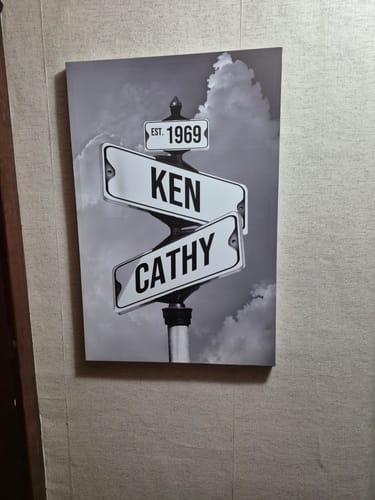 EST. 1969
KEN
CATHY